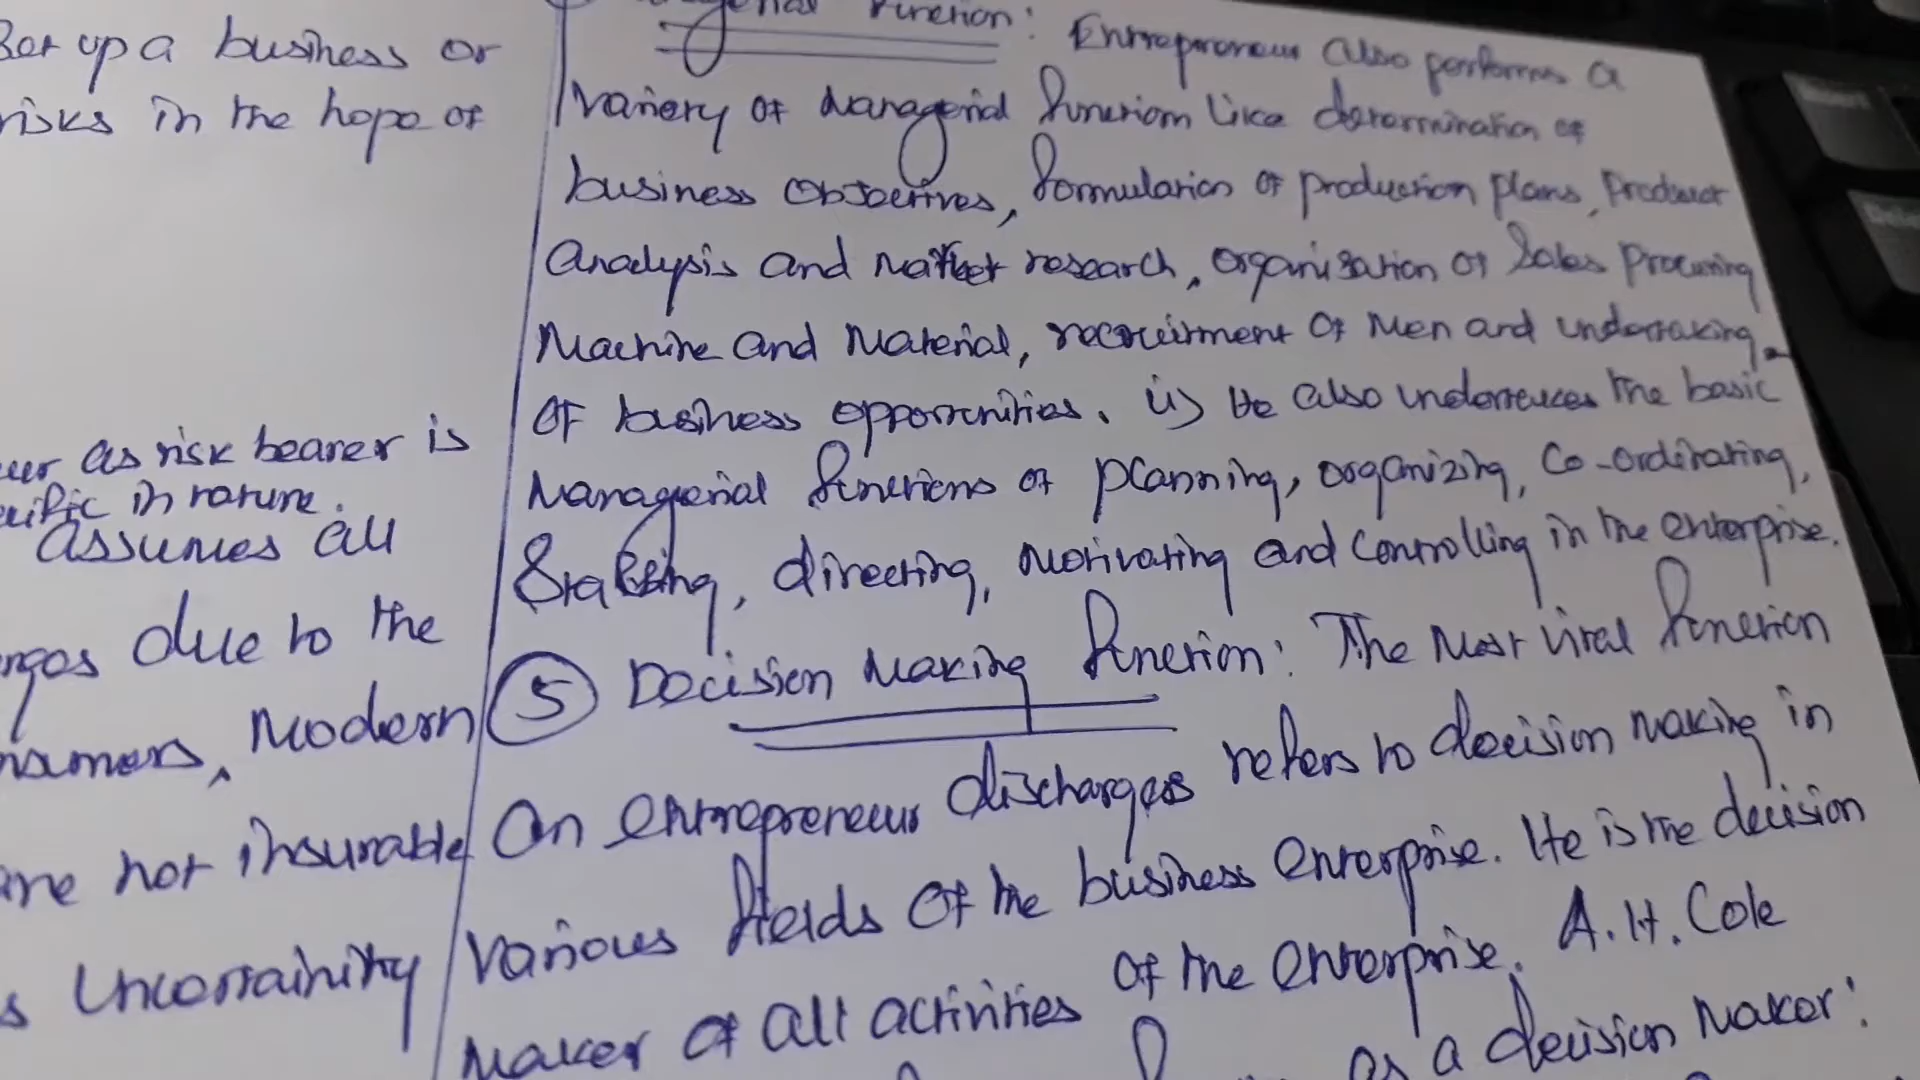 Set up a business or
risks in the hope of
as risk bearer is
in nature.
assumes all
due to the
Modern
are not insurable
Uncertainity
Function: Entrepreneur also performs a
variety of Managerial function like determination of
business objectives, formulation of production plans, product
analysis and market research, organisation of sales procuring
Machine and Material, recruitment of Men and undertaking
of business opportunities. ii) He also undertakes the basic
Managerial functions of planning, organizing, co-ordinating,
Staffing, directing, motivating and controlling in the enterprise.
5 Decision Making function: The Most vital function
an entrepreneur discharges refers to decision making in
various fields of the business enterprise. He is the decision
Maker of all activities of the enterprise. A.H. Cole
as a decision Maker:
Insert
Delete